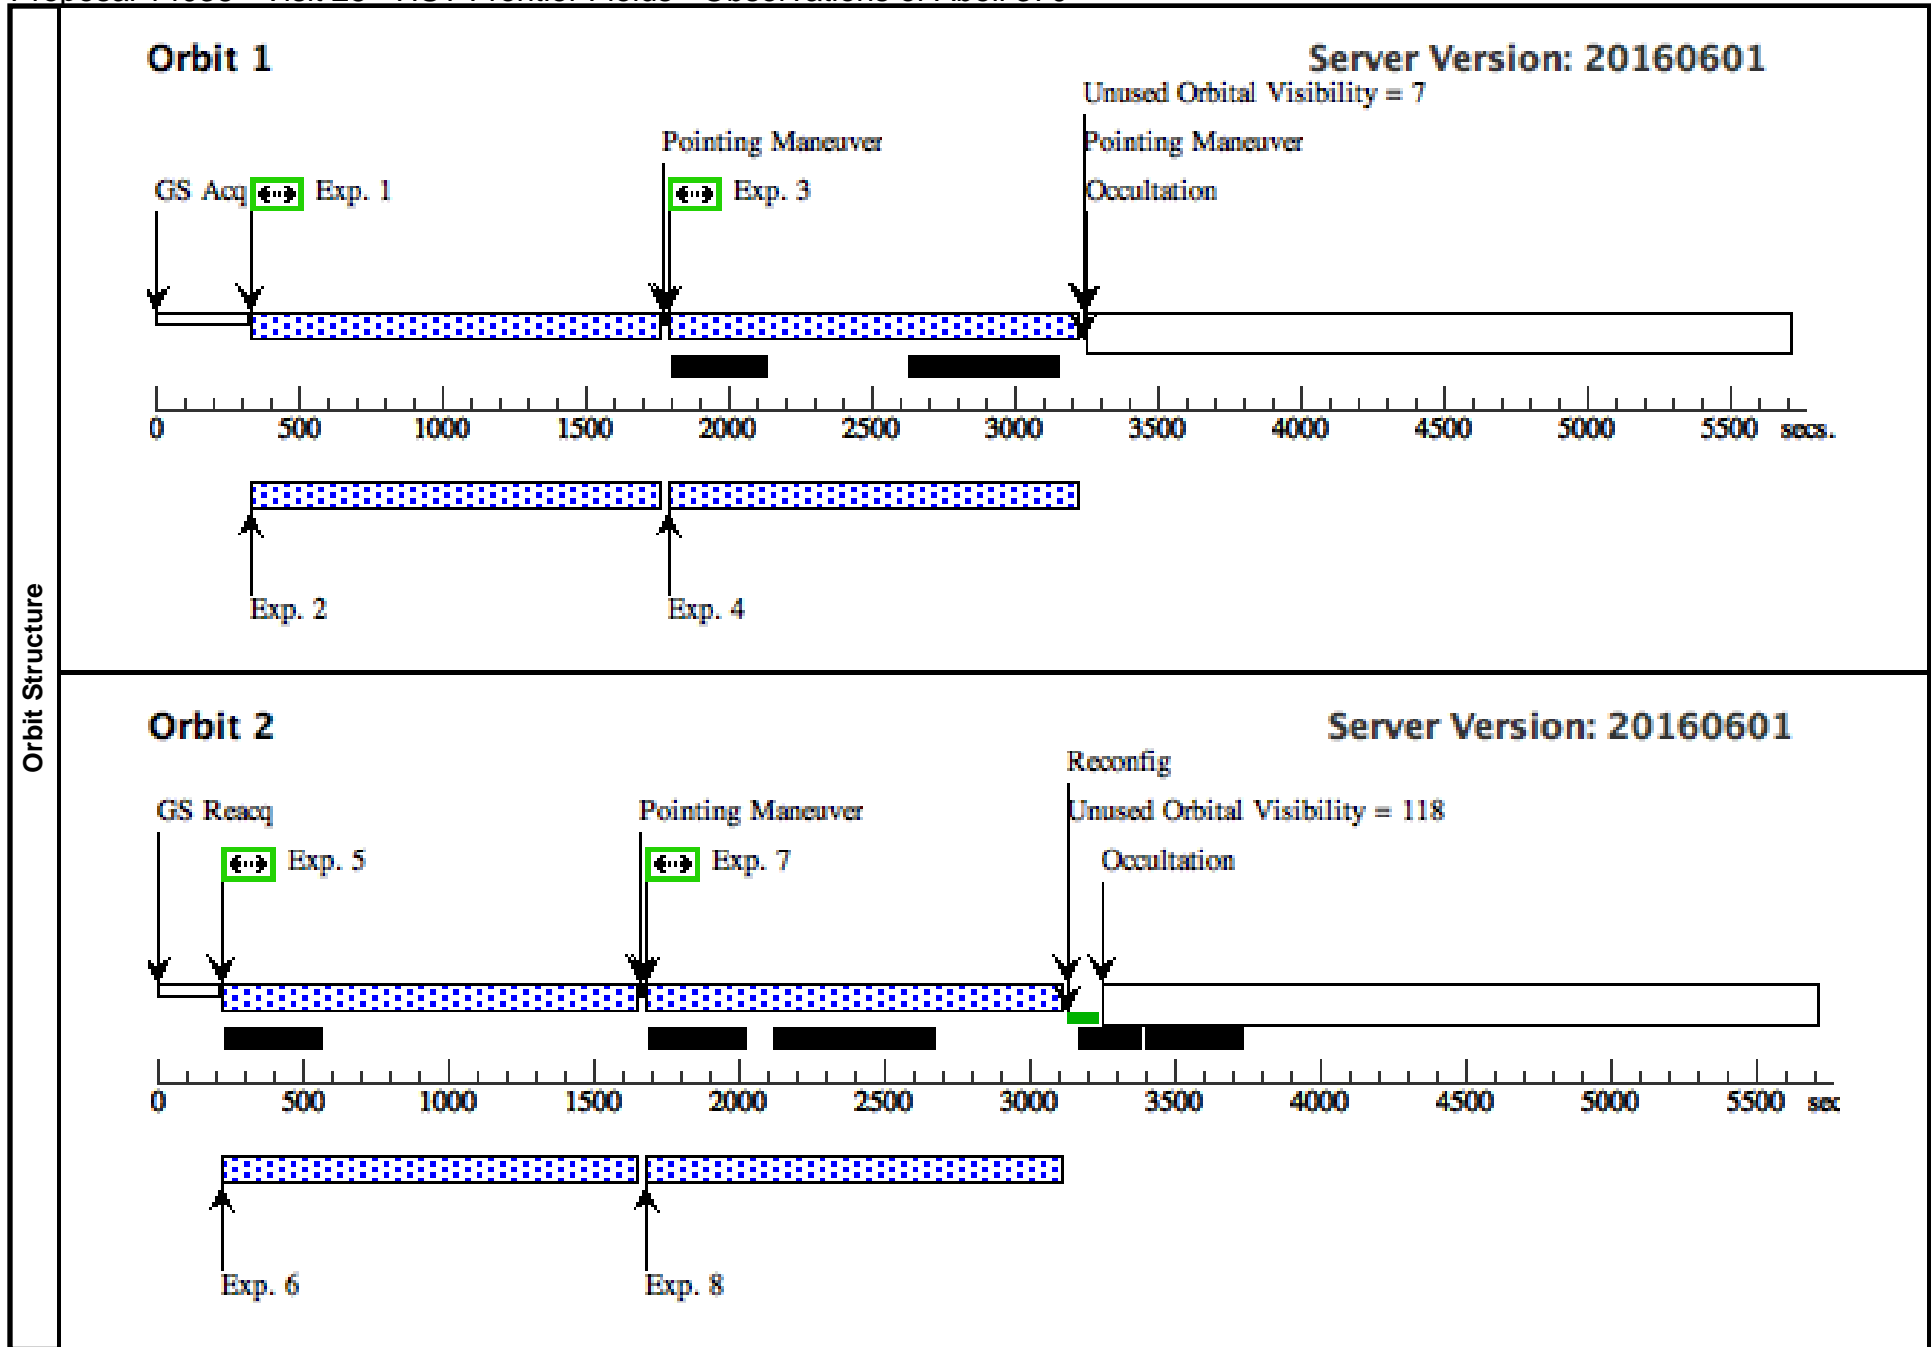 Orbit Structure
Orbit 1
Server Version: 20160601
Unused Orbital Visibility = 7
Pointing Maneuver
Pointing Maneuver
GS Acq
Exp. 1
Exp. 3
Occultation
0 500 1000 1500 2000 2500 3000 3500 4000 4500 5000 5500 secs.
Exp. 2
Exp. 4
Orbit 2
Server Version: 20160601
Reconfig
GS Reacq
Pointing Maneuver
Unused Orbital Visibility = 118
Exp. 5
Exp. 7
Occultation
0 500 1000 1500 2000 2500 3000 3500 4000 4500 5000 5500 sec
Exp. 6
Exp. 8